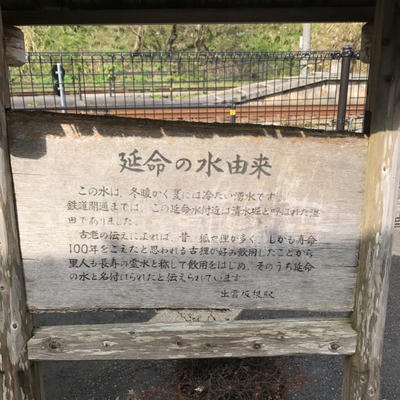 延命の水由来
この水は、冬暖かく夏には冷たい湧水です。
鉄道開通までは、この延命水付近は清水堀と呼ばれた湿
田でありました。
古老の伝えによれば、昔、狐や狸が多く、しかも寿命
100年をこえたと思われる古狸が好み飲用したことから
里人も長寿の霊水と称して飲用をはじめ、そのうち延命
の水と名付けられたと伝えられています。
出雲坂根駅